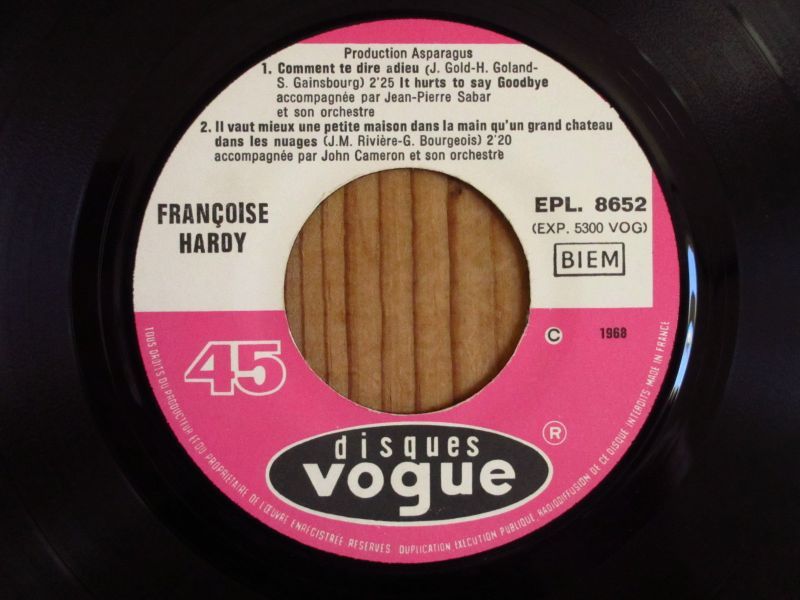 Production Asparagus
1. Comment te dire adieu (J. Gold-H. Goland-
S. Gainsbourg) 2'25 It hurts to say Goodbye
accompagnée par Jean-Pierre Sabar
et son orchestre
2. Il vaut mieux une petite maison dans la main qu'un grand chateau
dans les nuages (J.M. Rivière-G. Bourgeois) 2'20
accompagnée par John Cameron et son orchestre
FRANÇOISE
HARDY
EPL. 8652
(EXP. 5300 VOG)
BIEM
45
© 1968
disques
vogue
®
TOUS DROITS DU PRODUCTEUR ET DU PROPRIETAIRE DE L'ŒUVRE ENREGISTREE RESERVES DUPLICATION EXECUTION PUBLIQUE, RADIODIFFUSION DE CE DISQUE INTERDITS MADE IN FRANCE